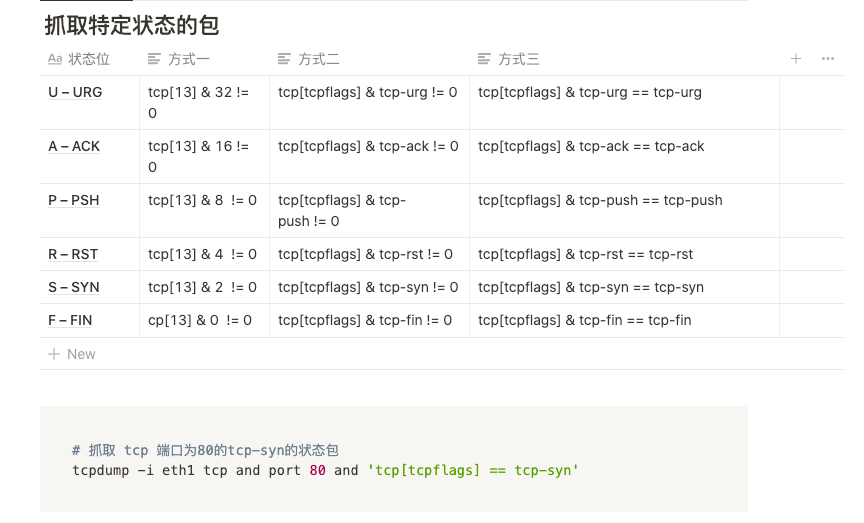 抓取特定状态的包
Aa 状态位 方式一 方式二 方式三
U – URG tcp[13] & 32 != tcp[tcpflags] & tcp-urg != 0 tcp[tcpflags] & tcp-urg == tcp-urg
0
A – ACK tcp[13] & 16 != tcp[tcpflags] & tcp-ack != 0 tcp[tcpflags] & tcp-ack == tcp-ack
0
P – PSH tcp[13] & 8 != 0 tcp[tcpflags] & tcp- tcp[tcpflags] & tcp-push == tcp-push
push != 0
R – RST tcp[13] & 4 != 0 tcp[tcpflags] & tcp-rst != 0 tcp[tcpflags] & tcp-rst == tcp-rst
S – SYN tcp[13] & 2 != 0 tcp[tcpflags] & tcp-syn != 0 tcp[tcpflags] & tcp-syn == tcp-syn
F – FIN cp[13] & 0 != 0 tcp[tcpflags] & tcp-fin != 0 tcp[tcpflags] & tcp-fin == tcp-fin
+ New
# 抓取 tcp 端口为80的tcp-syn的状态包
tcpdump -i eth1 tcp and port 80 and 'tcp[tcpflags] == tcp-syn'